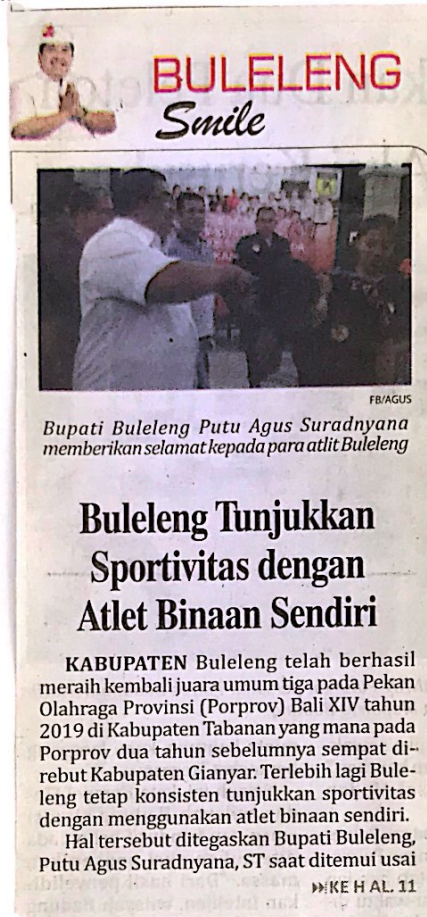 BULELENG
Smile
FB/AGUS
Bupati Buleleng Putu Agus Suradnyana
memberikan selamat kepada para atlit Buleleng
Buleleng Tunjukkan
Sportivitas dengan
Atlet Binaan Sendiri
KABUPATEN Buleleng telah berhasil
meraih kembali juara umum tiga pada Pekan
Olahraga Provinsi (Porprov) Bali XIV tahun
2019 di Kabupaten Tabanan yang mana pada
Porprov dua tahun sebelumnya sempat di-
rebut Kabupaten Gianyar. Terlebih lagi Bule-
leng tetap konsisten tunjukkan sportivitas
dengan menggunakan atlet binaan sendiri.
Hal tersebut ditegaskan Bupati Buleleng,
Putu Agus Suradnyana, ST saat ditemui usai
KE H AL. 11